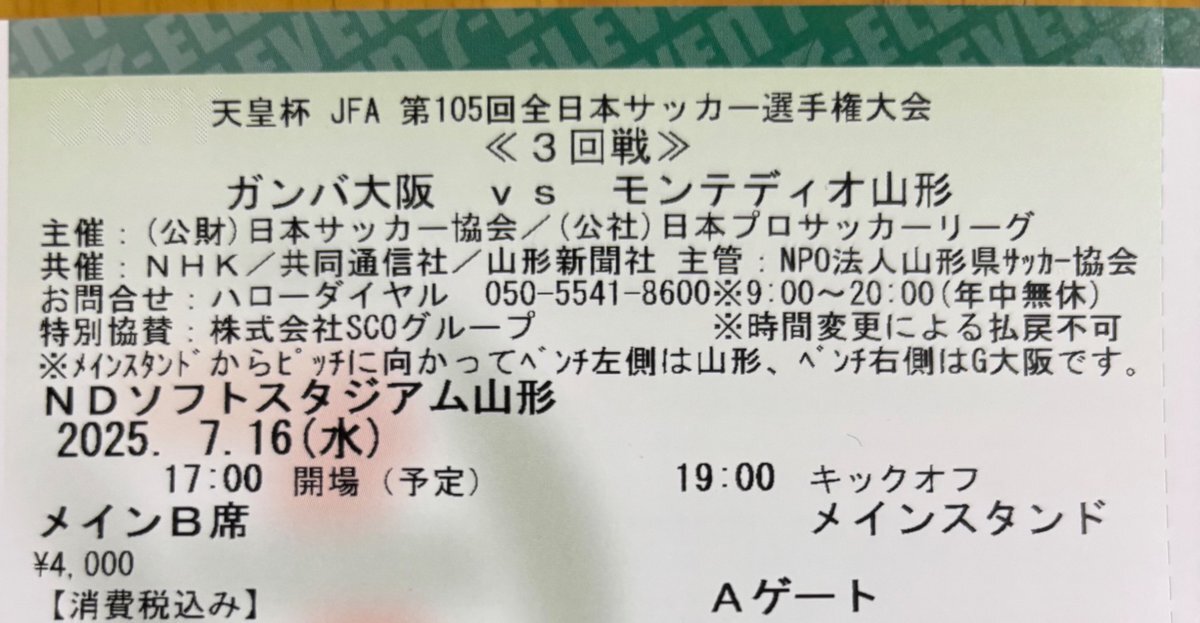 天皇杯 JFA 第105回全日本サッカー選手権大会
≪３回戦≫
ガンバ大阪　ｖｓ　モンテディオ山形
主催：(公財)日本サッカー協会／(公社)日本プロサッカーリーグ
共催：ＮＨＫ／共同通信社／山形新聞社 主管：NPO法人山形県ｻｯｶｰ協会
お問合せ：ハローダイヤル　050-5541-8600※9:00～20:00(年中無休)
特別協賛：株式会社SCOグループ　※時間変更による払戻不可
※ﾒｲﾝｽﾀﾝﾄﾞからﾋﾟｯﾁに向かってﾍﾞﾝﾁ左側は山形、ﾍﾞﾝﾁ右側はG大阪です。
ＮＤソフトスタジアム山形
2025. 7.16(水)
17:00 開場（予定）　19:00 キックオフ
メインＢ席　メインスタンド
¥4,000
【消費税込み】　Ａゲート